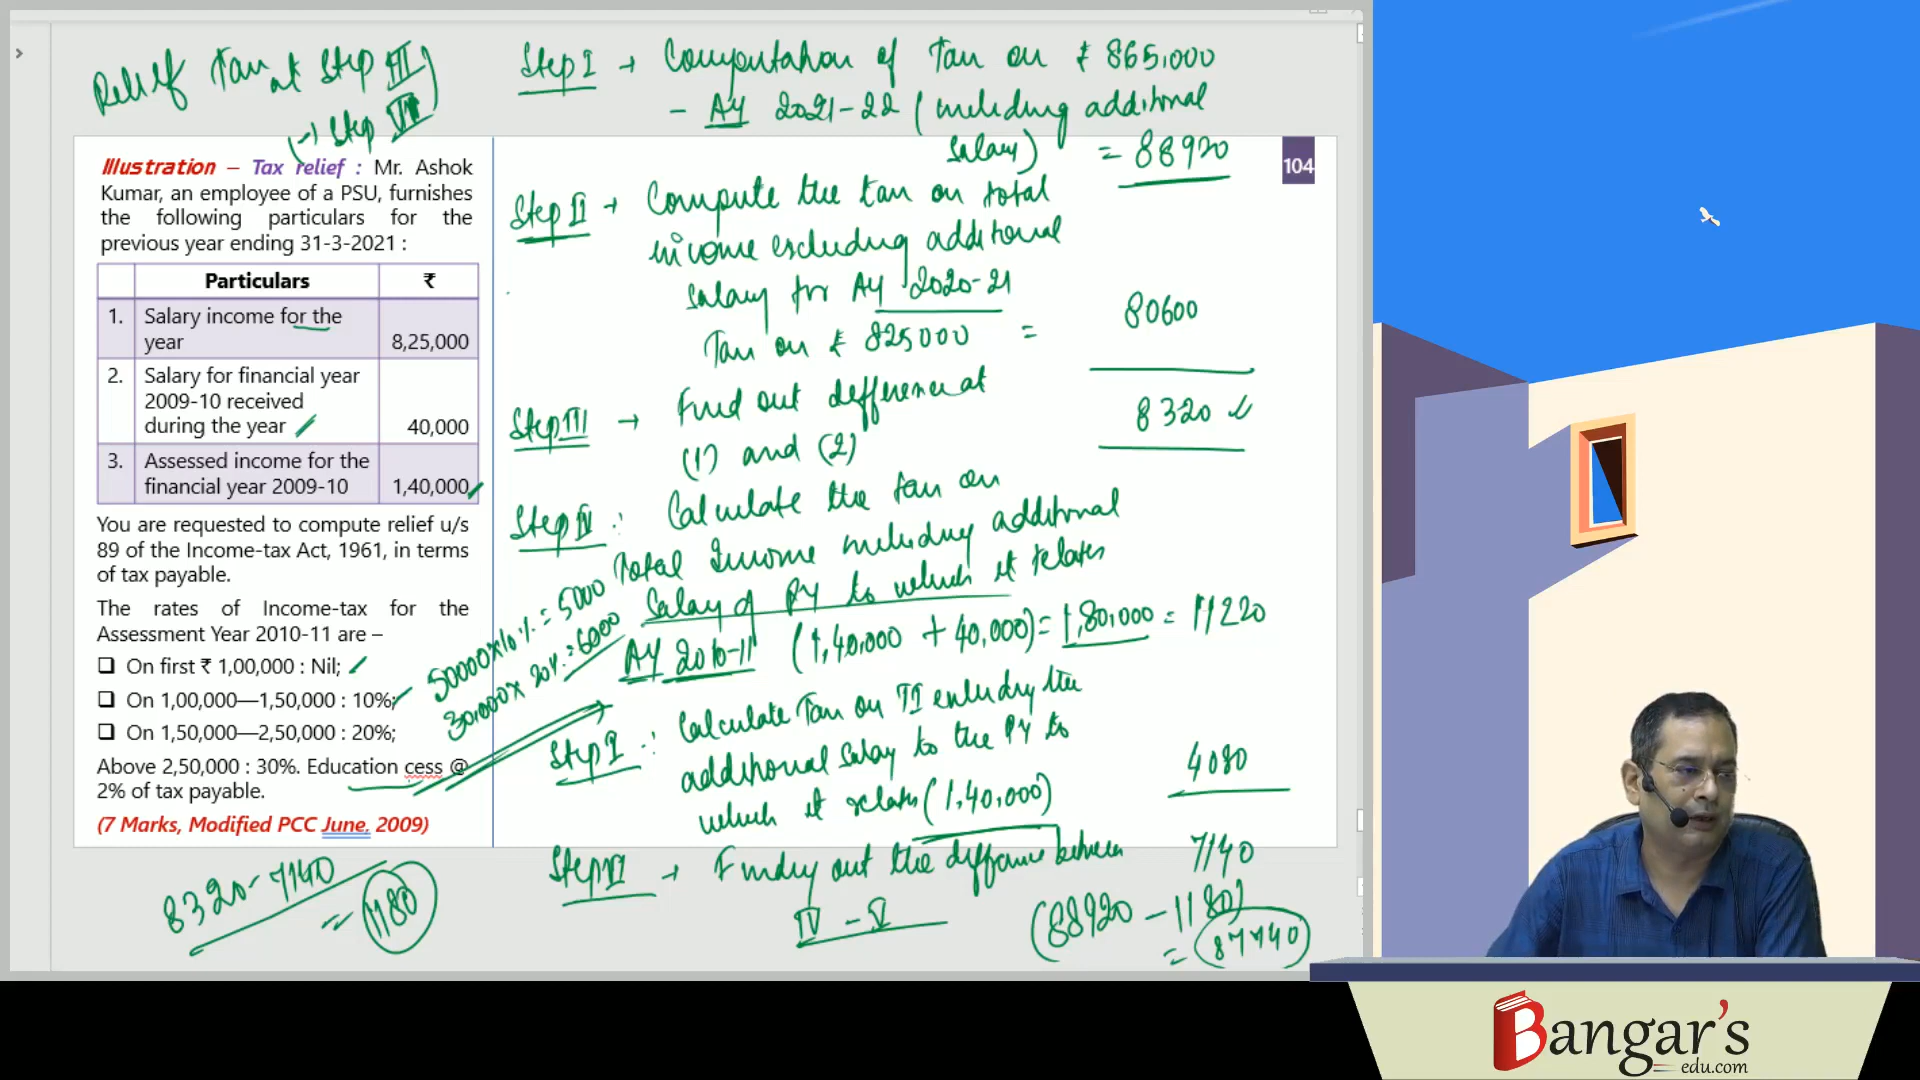 Relief Tax at Step III
(-) Step VI
Step I → Computation of Tax on ₹ 865,000
- AY 2021-22 (including additional
salary) = 88920
104
Illustration – Tax relief : Mr. Ashok
Kumar, an employee of a PSU, furnishes
the following particulars for the
previous year ending 31-3-2021 :
Particulars ₹
1. Salary income for the
year 8,25,000
2. Salary for financial year
2009-10 received
during the year 40,000
3. Assessed income for the
financial year 2009-10 1,40,000
You are requested to compute relief u/s
89 of the Income-tax Act, 1961, in terms
of tax payable.
The rates of Income-tax for the
Assessment Year 2010-11 are –
❑ On first ₹ 1,00,000 : Nil;
❑ On 1,00,000—1,50,000 : 10%;
❑ On 1,50,000—2,50,000 : 20%;
Above 2,50,000 : 30%. Education cess @
2% of tax payable.
(7 Marks, Modified PCC June, 2009)
8320-7140
= 1180
Step II → Compute the tax on total
income excluding additional
salary for AY 2020-21
Tax on ₹ 825000 = 80600
Step III → Find out difference at
(1) and (2)
8320
Step IV : Calculate the tax on
Total Income including additional
Salay of PY to which it relates
50000x10%.=5000
30,000x 20%.=6000
AY 2010-11 (1,40,000 + 40,000)= 1,80,000 = 11220
Step V : Calculate Tax on TI excludng the
additional Salay to the PY to
which it relates (1,40,000)
4080
Step VI → Findig out the differance between
IV - V
7140
(88920 - 1180)
= 87740
Bangar's
edu.com